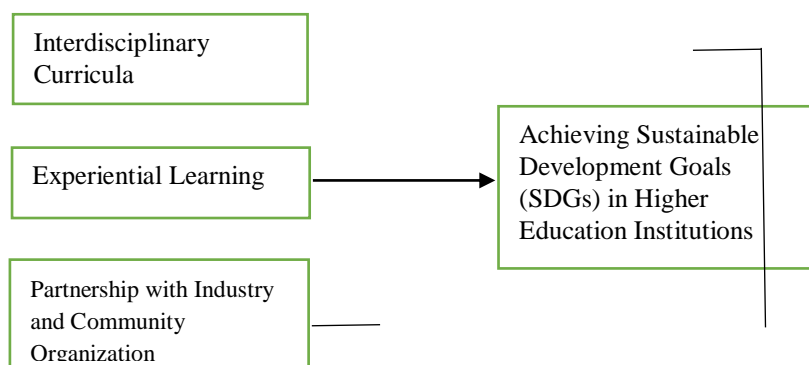 Interdisciplinary
Curricula
Experiential Learning
Achieving Sustainable
Development Goals
(SDGs) in Higher
Education Institutions
Partnership with Industry
and Community
Organization